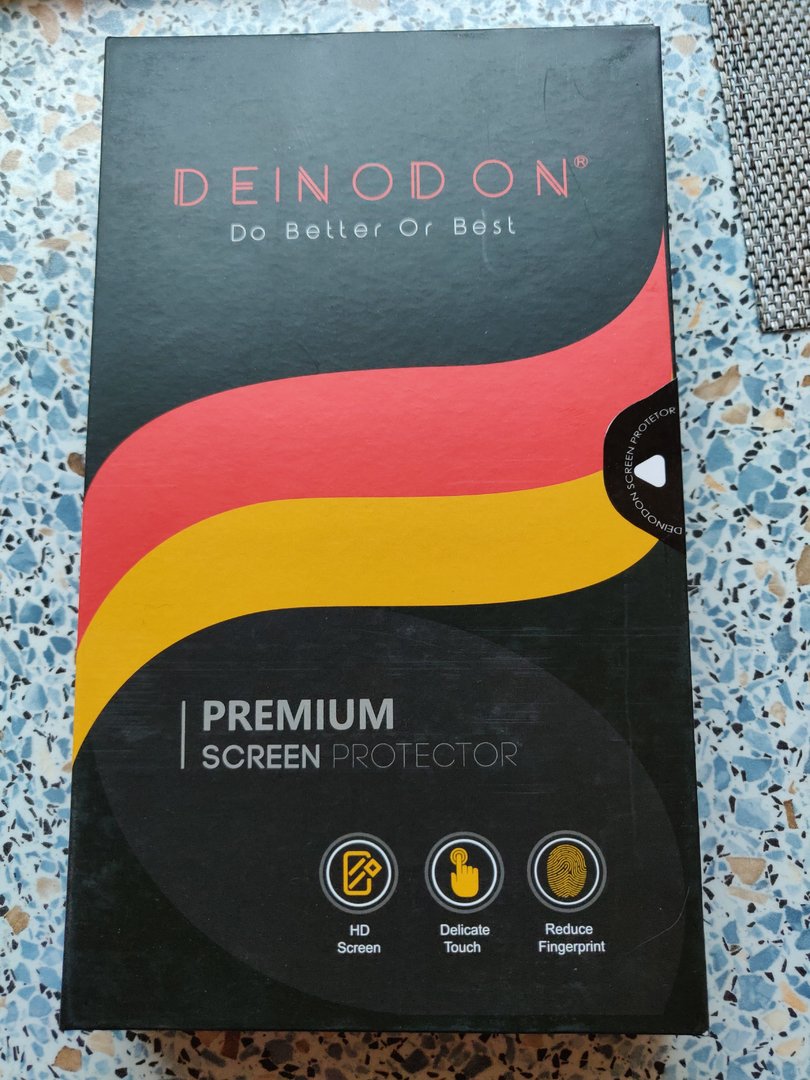 DEINODON®
Do Better Or Best
DEINODON SCREEN PROTETOR
PREMIUM
SCREEN PROTECTOR
HD
Screen
Delicate
Touch
Reduce
Fingerprint